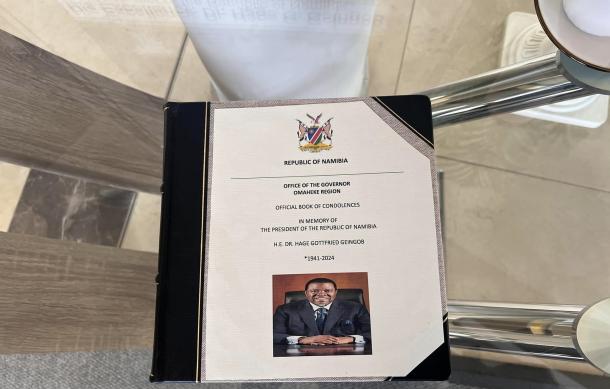 REPUBLIC OF NAMIBIA
OFFICE OF THE GOVERNOR
OMAHEKE REGION
OFFICIAL BOOK OF CONDOLENCES
IN MEMORY OF
THE PRESIDENT OF THE REPUBLIC OF NAMIBIA
H.E. DR. HAGE GOTTFRIED GEINGOB
*1941-2024